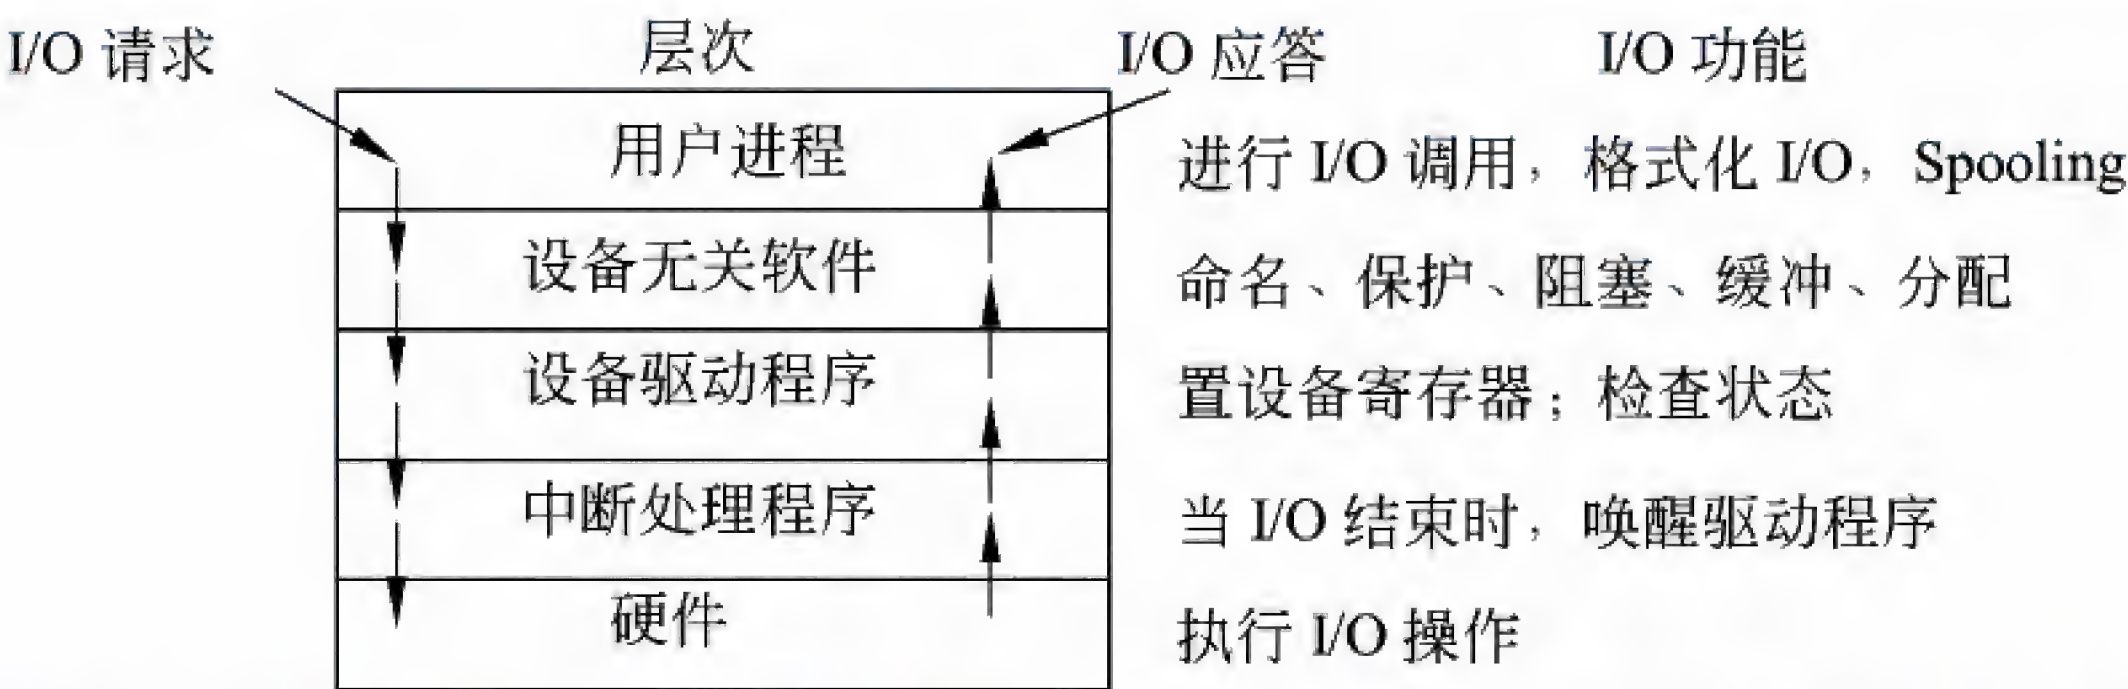 I/O 请求 层次 I/O 应答 I/O 功能
用户进程 进行 I/O 调用，格式化 I/O，Spooling
设备无关软件 命名、保护、阻塞、缓冲、分配
设备驱动程序 置设备寄存器；检查状态
中断处理程序 当 I/O 结束时，唤醒驱动程序
硬件 执行 I/O 操作